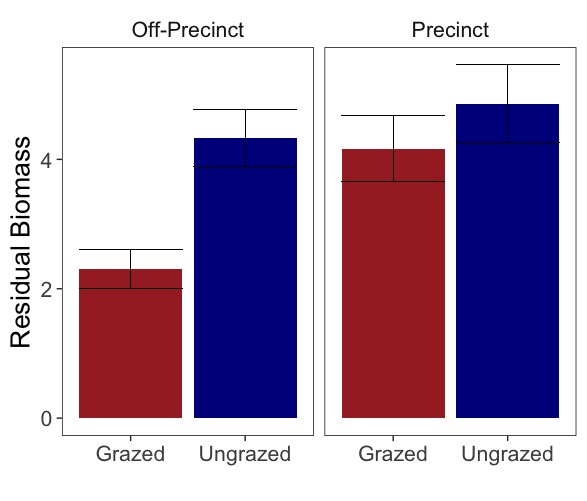 Off-Precinct Precinct
Residual Biomass
4
2
0
Grazed Ungrazed Grazed Ungrazed